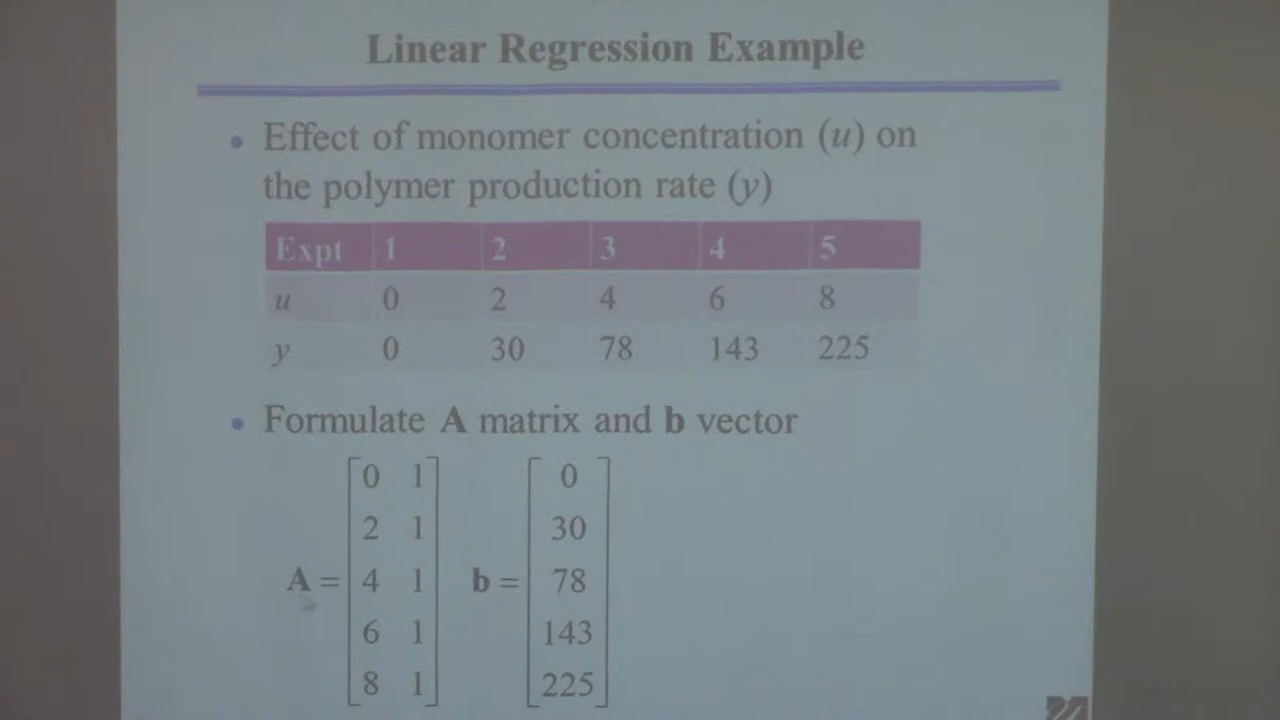 Linear Regression Example
• Effect of monomer concentration (u) on
the polymer production rate (y)
Expt 1 2 3 4 5
u 0 2 4 6 8
y 0 30 78 143 225
• Formulate A matrix and b vector
0 1 0
2 1 30
A = 4 1 b = 78
6 1 143
8 1 225